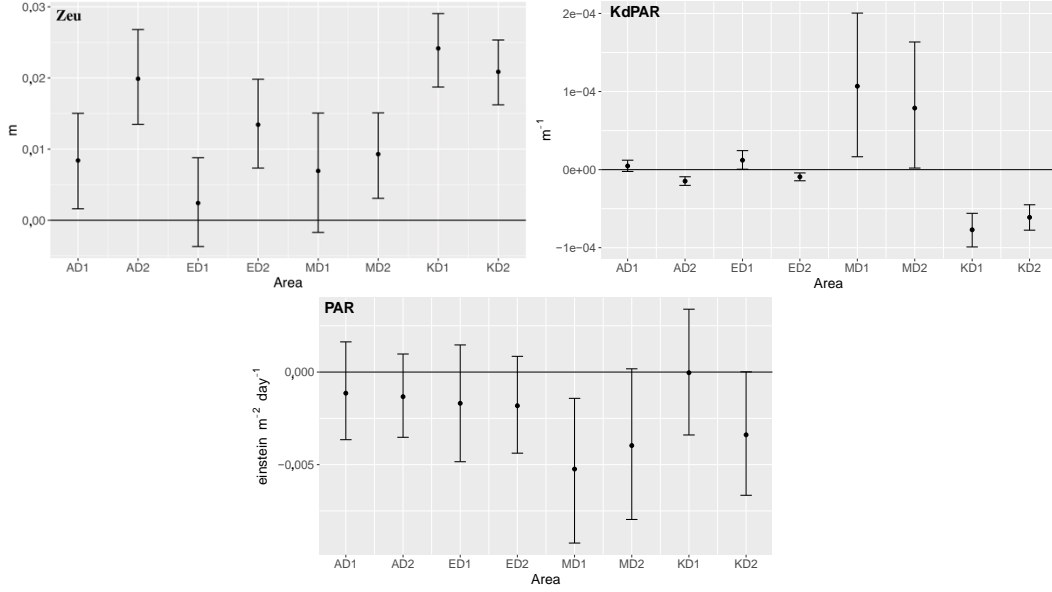 Zeu
0,03
0,02
0,01
0,00
m
AD1 AD2 ED1 ED2 MD1 MD2 KD1 KD2
Area
KdPAR
2e−04
1e−04
0e+00
−1e−04
m⁻¹
AD1 AD2 ED1 ED2 MD1 MD2 KD1 KD2
Area
PAR
0,000
−0,005
einstein m⁻² day⁻¹
AD1 AD2 ED1 ED2 MD1 MD2 KD1 KD2
Area